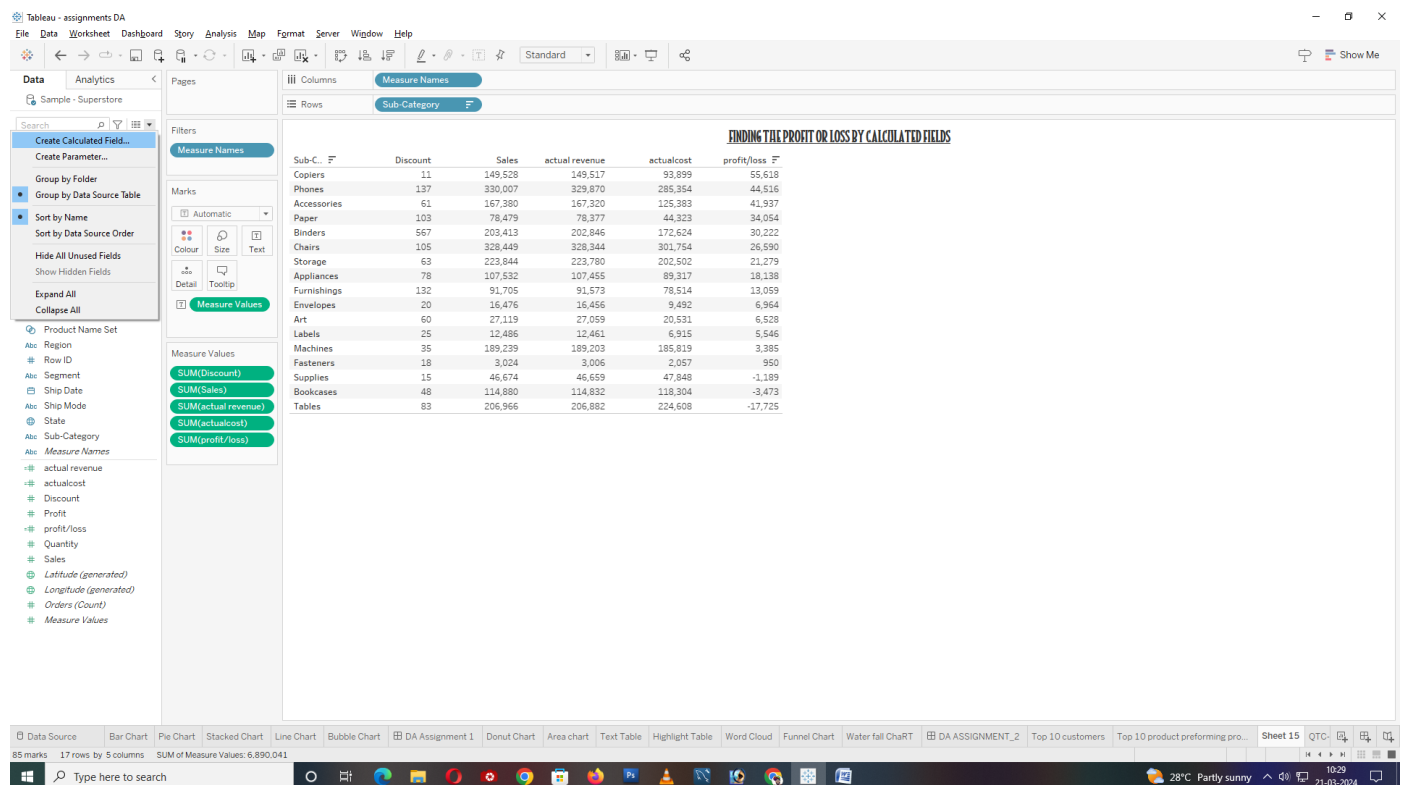 Tableau - assignments DA
File Data Worksheet Dashboard Story Analysis Map Format Server Window Help
Standard
Show Me
Data Analytics
Sample - Superstore
Search
Create Calculated Field...
Create Parameter...
Group by Folder
Group by Data Source Table
Sort by Name
Sort by Data Source Order
Hide All Unused Fields
Show Hidden Fields
Expand All
Collapse All
Product Name Set
Abc Region
# Row ID
Abc Segment
Ship Date
Abc Ship Mode
State
Abc Sub-Category
Abc Measure Names
=# actual revenue
=# actualcost
# Discount
# Profit
=# profit/loss
# Quantity
# Sales
Latitude (generated)
Longitude (generated)
# Orders (Count)
# Measure Values
Pages
Filters
Measure Names
Marks
Automatic
Colour Size Text
Detail Tooltip
Measure Values
Measure Values
SUM(Discount)
SUM(Sales)
SUM(actual revenue)
SUM(actualcost)
SUM(profit/loss)
Columns Measure Names
Rows Sub-Category
FINDING THE PROFIT OR LOSS BY CALCULATED FIELDS
Sub-C.. Discount Sales actual revenue actualcost profit/loss
Copiers 11 149,528 149,517 93,899 55,618
Phones 137 330,007 329,870 285,354 44,516
Accessories 61 167,380 167,320 125,383 41,937
Paper 103 78,479 78,377 44,323 34,054
Binders 567 203,413 202,846 172,624 30,222
Chairs 105 328,449 328,344 301,754 26,590
Storage 63 223,844 223,780 202,502 21,279
Appliances 78 107,532 107,455 89,317 18,138
Furnishings 132 91,705 91,573 78,514 13,059
Envelopes 20 16,476 16,456 9,492 6,964
Art 60 27,119 27,059 20,531 6,528
Labels 25 12,486 12,461 6,915 5,546
Machines 35 189,239 189,203 185,819 3,385
Fasteners 18 3,024 3,006 2,057 950
Supplies 15 46,674 46,659 47,848 -1,189
Bookcases 48 114,880 114,832 118,304 -3,473
Tables 83 206,966 206,882 224,608 -17,725
Data Source Bar Chart Pie Chart Stacked Chart Line Chart Bubble Chart DA Assignment 1 Donut Chart Area chart Text Table Highlight Table Word Cloud Funnel Chart Water fall ChaRT DA ASSIGNMENT_2 Top 10 customers Top 10 product preforming pro... Sheet 15 QTC-
85 marks 17 rows by 5 columns SUM of Measure Values: 6,890,041
Type here to search
Ps
28°C Partly sunny
10:29
21-03-2024